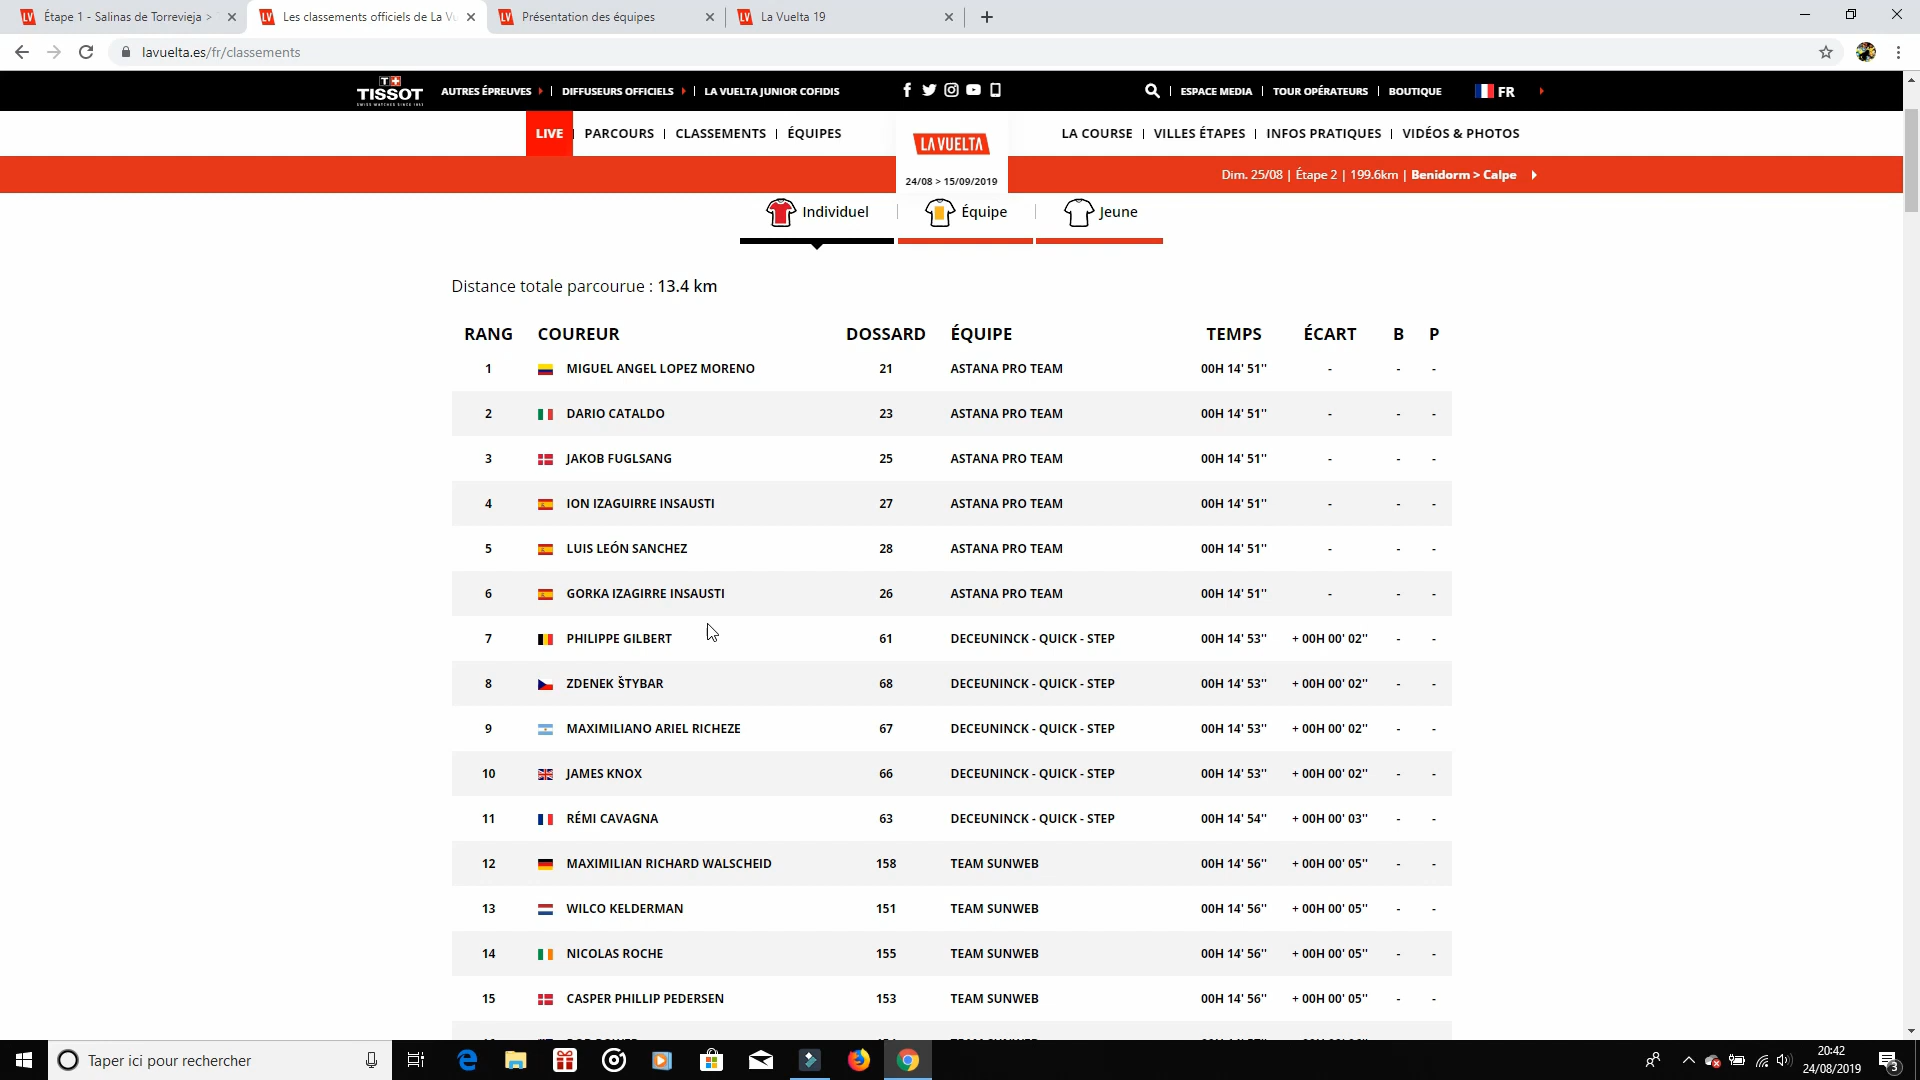 Étape 1 - Salinas de Torrevieja > Les classements officiels de La Vu Présentation des équipes La Vuelta 19
lavuelta.es/fr/classements
TISSOT AUTRES ÉPREUVES | DIFFUSEURS OFFICIELS | LA VUELTA JUNIOR COFIDIS | ESPACE MEDIA | TOUR OPÉRATEURS | BOUTIQUE FR
LIVE PARCOURS | CLASSEMENTS | ÉQUIPES LA VUELTA LA COURSE | VILLES ÉTAPES | INFOS PRATIQUES | VIDÉOS & PHOTOS
24/08 > 15/09/2019 Dim. 25/08 | Étape 2 | 199.6km | Benidorm > Calpe
Individuel Équipe Jeune
Distance totale parcourue : 13.4 km
RANG COUREUR DOSSARD ÉQUIPE TEMPS ÉCART B P
1 MIGUEL ANGEL LOPEZ MORENO 21 ASTANA PRO TEAM 00H 14' 51'' - - -
2 DARIO CATALDO 23 ASTANA PRO TEAM 00H 14' 51'' - - -
3 JAKOB FUGLSANG 25 ASTANA PRO TEAM 00H 14' 51'' - - -
4 ION IZAGUIRRE INSAUSTI 27 ASTANA PRO TEAM 00H 14' 51'' - - -
5 LUIS LEÓN SANCHEZ 28 ASTANA PRO TEAM 00H 14' 51'' - - -
6 GORKA IZAGIRRE INSAUSTI 26 ASTANA PRO TEAM 00H 14' 51'' - - -
7 PHILIPPE GILBERT 61 DECEUNINCK - QUICK - STEP 00H 14' 53'' + 00H 00' 02'' - -
8 ZDENEK ŠTYBAR 68 DECEUNINCK - QUICK - STEP 00H 14' 53'' + 00H 00' 02'' - -
9 MAXIMILIANO ARIEL RICHEZE 67 DECEUNINCK - QUICK - STEP 00H 14' 53'' + 00H 00' 02'' - -
10 JAMES KNOX 66 DECEUNINCK - QUICK - STEP 00H 14' 53'' + 00H 00' 02'' - -
11 RÉMI CAVAGNA 63 DECEUNINCK - QUICK - STEP 00H 14' 54'' + 00H 00' 03'' - -
12 MAXIMILIAN RICHARD WALSCHEID 158 TEAM SUNWEB 00H 14' 56'' + 00H 00' 05'' - -
13 WILCO KELDERMAN 151 TEAM SUNWEB 00H 14' 56'' + 00H 00' 05'' - -
14 NICOLAS ROCHE 155 TEAM SUNWEB 00H 14' 56'' + 00H 00' 05'' - -
15 CASPER PHILLIP PEDERSEN 153 TEAM SUNWEB 00H 14' 56'' + 00H 00' 05'' - -
Taper ici pour rechercher 20:42
24/08/2019 3